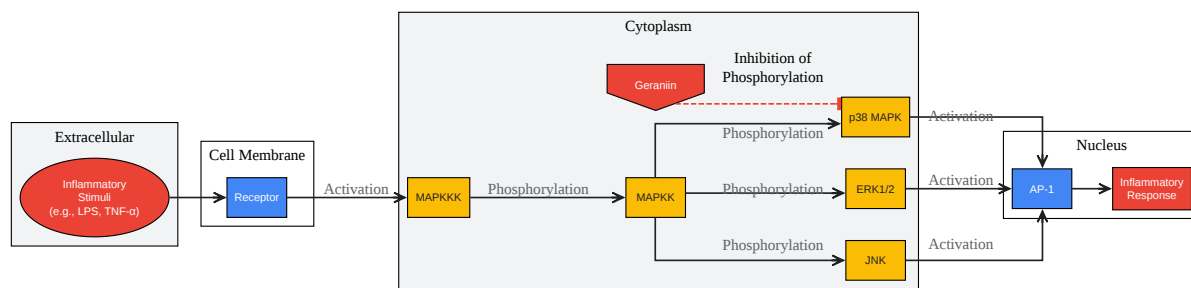 Cytoplasm
Inhibition of
Phosphorylation
Geraniin
p38 MAPK
Activation
Phosphorylation
Extracellular
Cell Membrane
Nucleus
Inflammatory
Stimuli
(e.g., LPS, TNF-α)
Receptor
Activation
MAPKKK
Phosphorylation
MAPKK
Phosphorylation
ERK1/2
Activation
AP-1
Inflammatory
Response
Phosphorylation
JNK
Activation